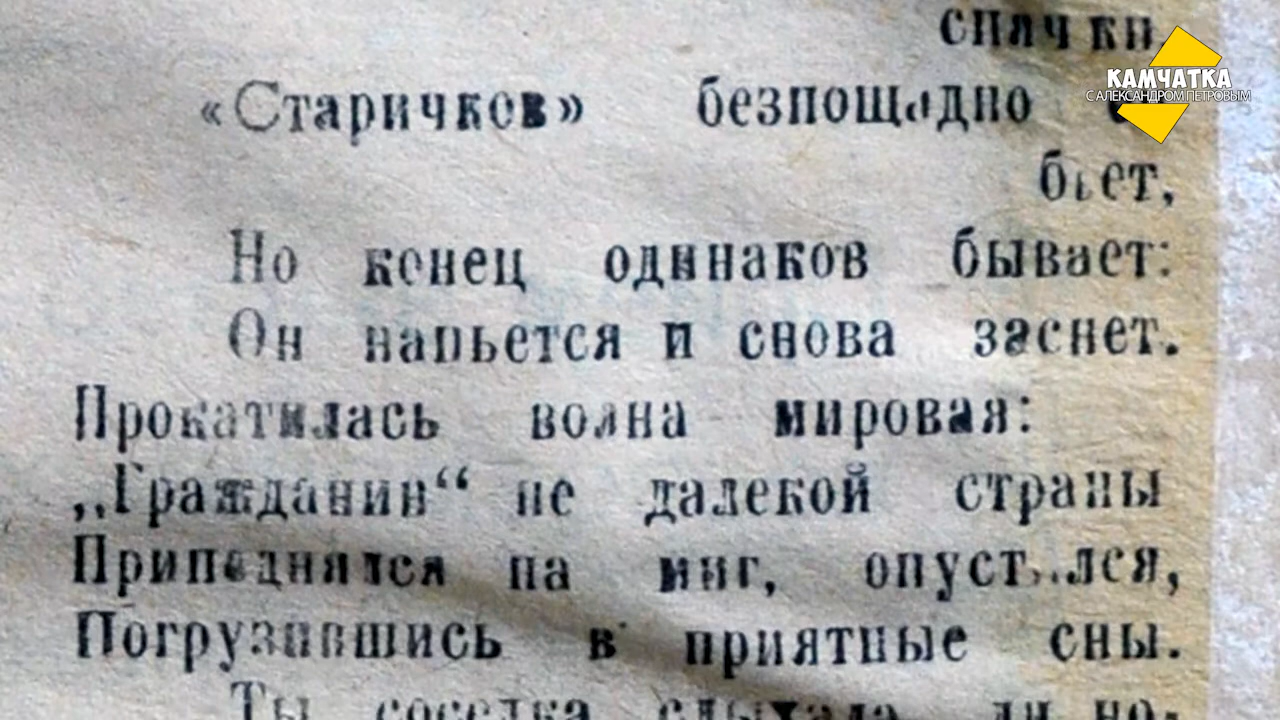 спячки,
КАМЧАТКА
С АЛЕКСАНДРОМ ПЕТРОВЫМ
«Старичков» безпощадно
бьет,
Но конец одинаков бывает:
Он напьется и снова заснет.
Прокатилась волна мировая:
„Гражданин“ не далекой страны
Приподнялся на миг, опустился,
Погрузившись в приятные сны.
Ты соседка слыхала ли но-